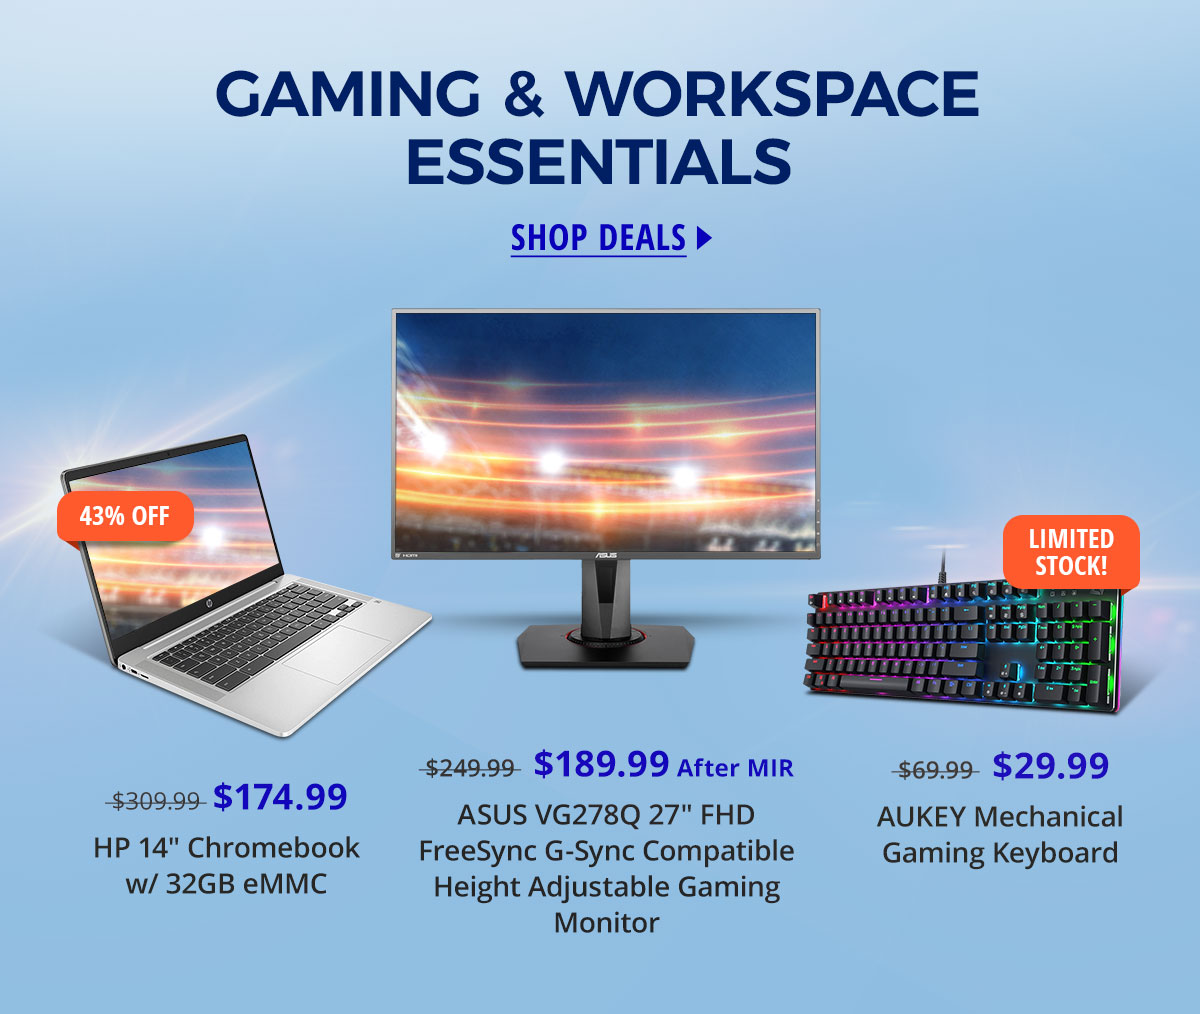 GAMING & WORKSPACE
ESSENTIALS
SHOP DEALS
43% OFF
HDMI
ASUS
LIMITED
STOCK!
$309.99 $174.99
HP 14" Chromebook
w/ 32GB eMMC
$249.99 $189.99 After MIR
ASUS VG278Q 27" FHD
FreeSync G-Sync Compatible
Height Adjustable Gaming
Monitor
$69.99 $29.99
AUKEY Mechanical
Gaming Keyboard